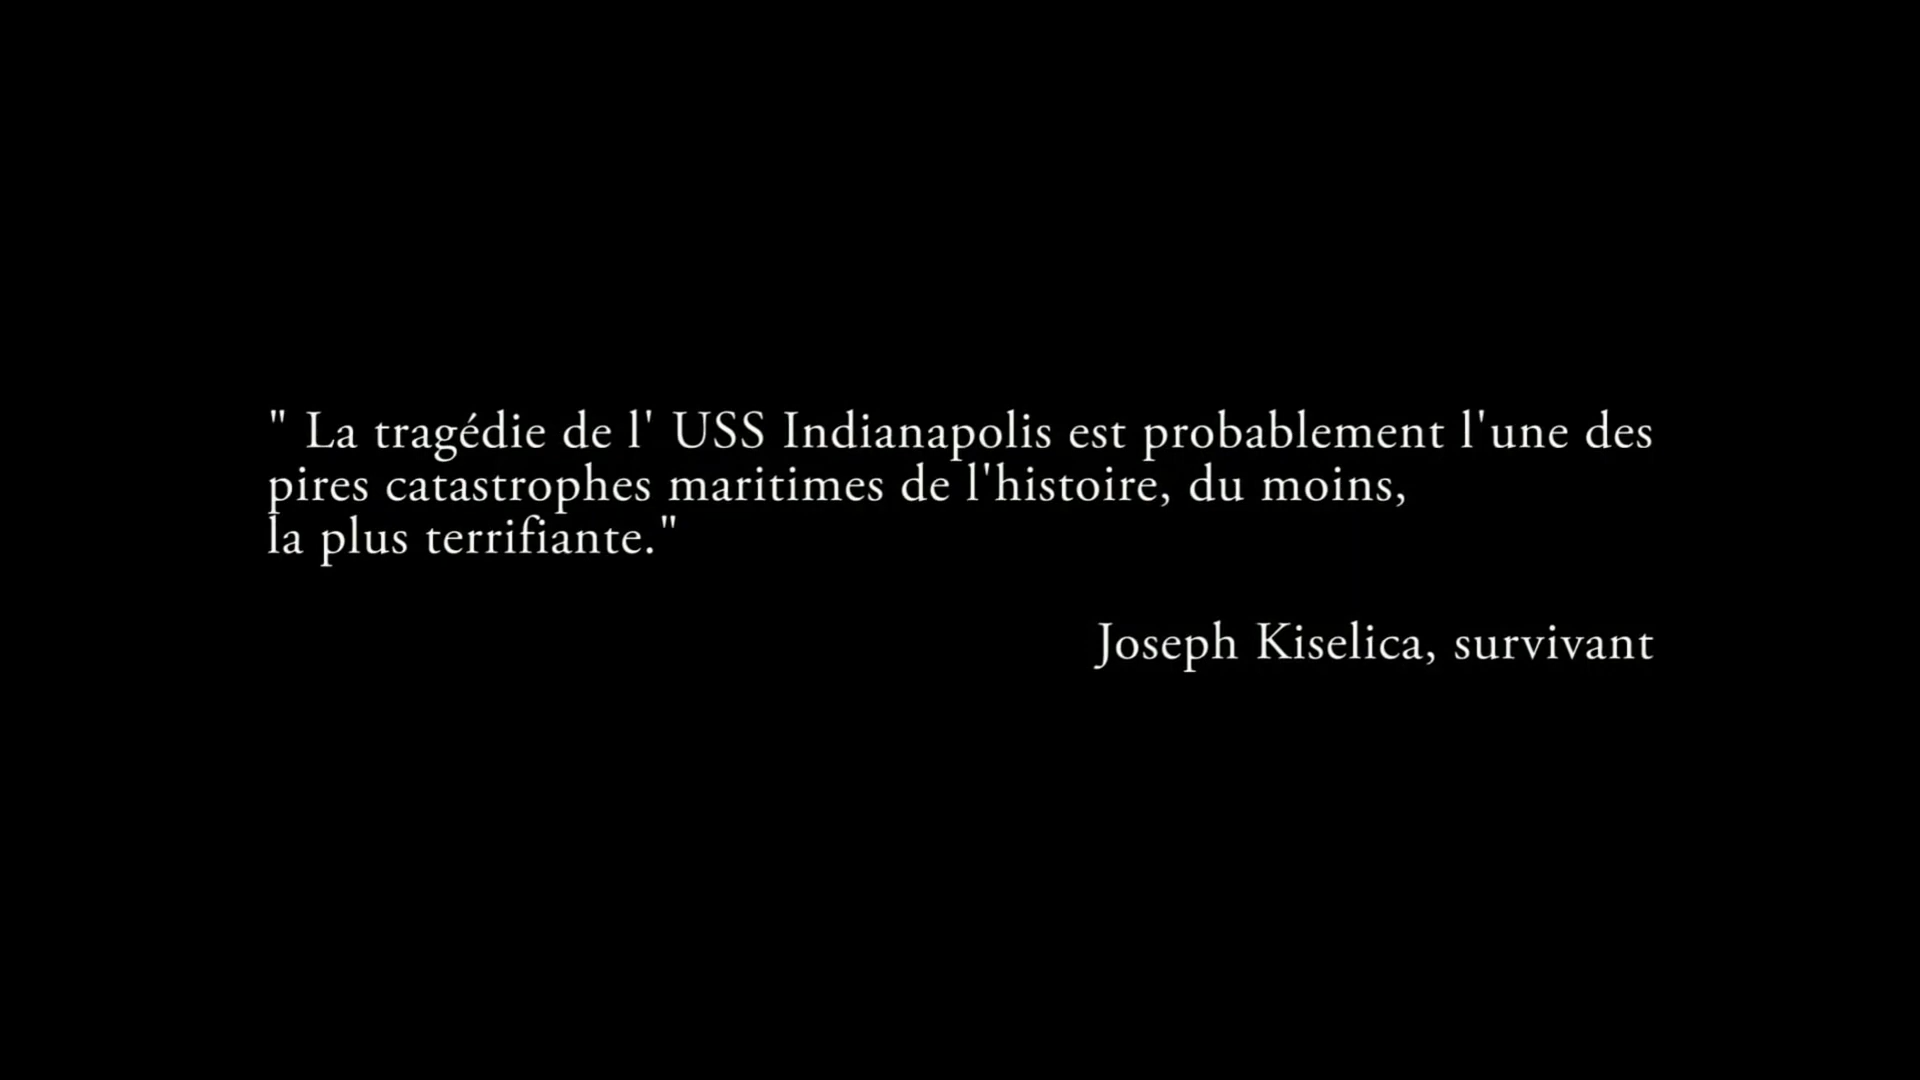 " La tragédie de l' USS Indianapolis est probablement l'une des
pires catastrophes maritimes de l'histoire, du moins,
la plus terrifiante."
Joseph Kiselica, survivant